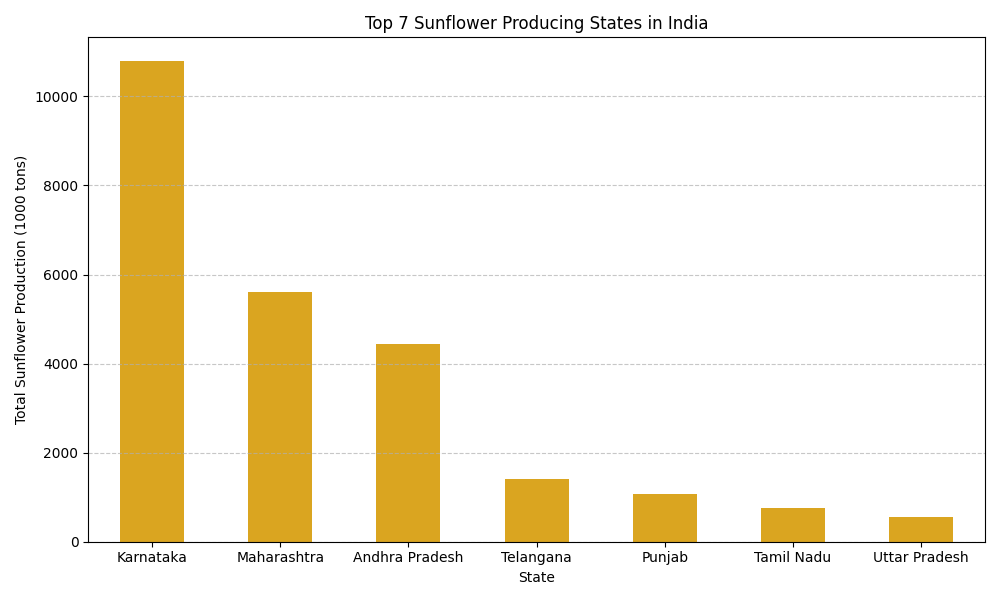 Top 7 Sunflower Producing States in India
Total Sunflower Production (1000 tons)
10000
8000
6000
4000
2000
0
Karnataka Maharashtra Andhra Pradesh Telangana Punjab Tamil Nadu Uttar Pradesh
State